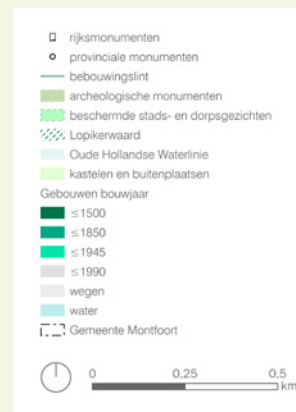 rijksmonumenten
provinciale monumenten
bebouwingslint
archeologische monumenten
beschermde stads- en dorpsgezichten
Lopikerwaard
Oude Hollandse Waterlinie
kastelen en buitenplaatsen
Gebouwen bouwjaar
≤1500
≤1850
≤1945
≤1990
wegen
water
Gemeente Montfoort
0 0,25 0,5
km